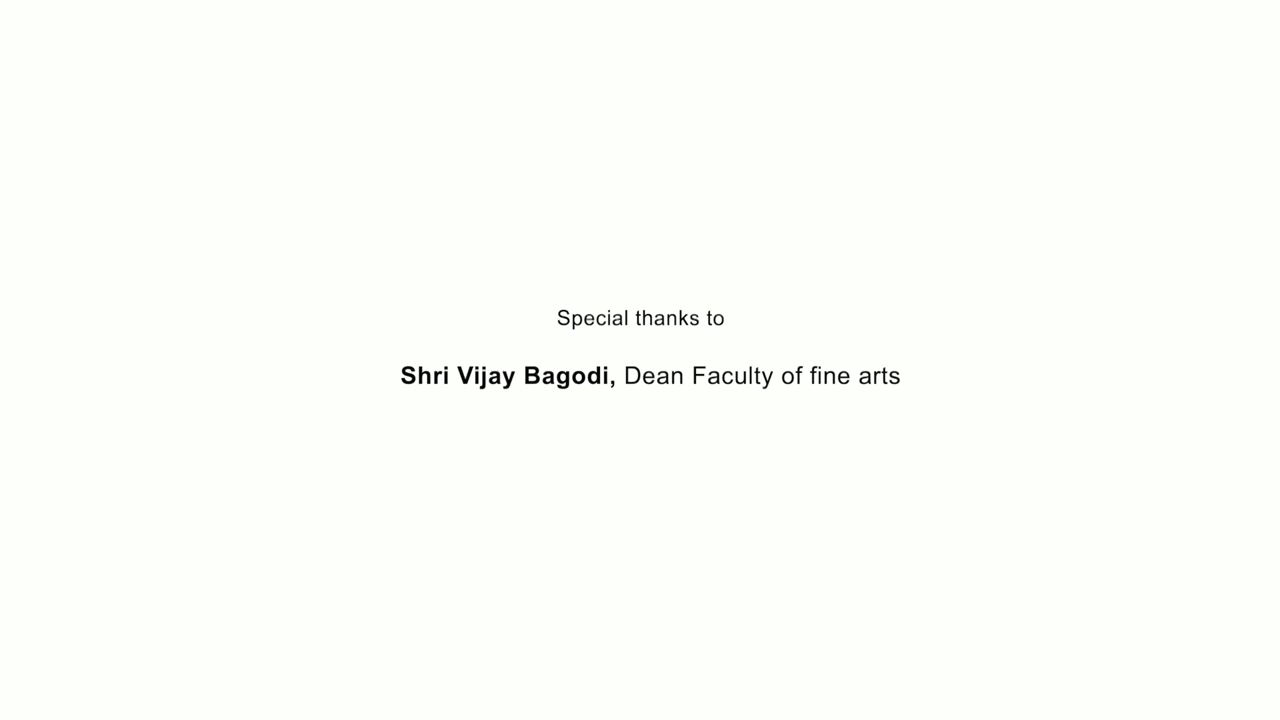 Special thanks to
Shri Vijay Bagodi, Dean Faculty of fine arts